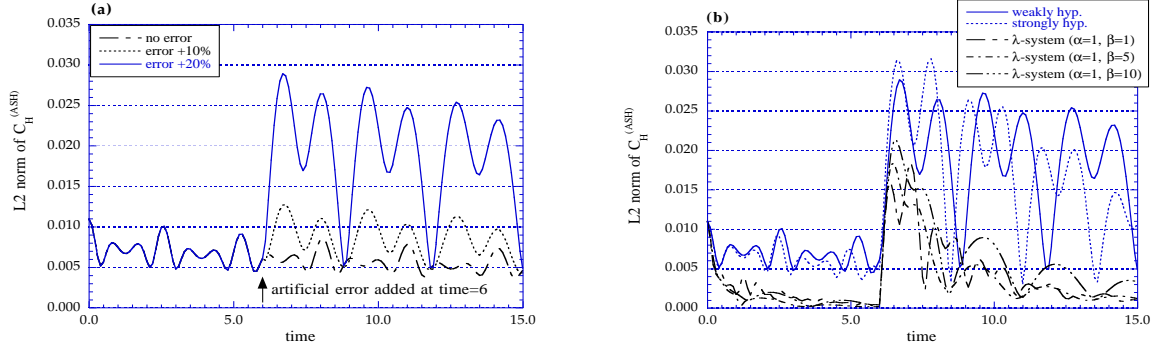 (a)
0.035
0.030
0.025
0.020
0.015
0.010
0.005
0.000
L2 norm of C_H^(ASH)
no error
error +10%
error +20%
artificial error added at time=6
0.0
5.0
10.0
15.0
time
(b)
0.035
0.030
0.025
0.020
0.015
0.010
0.005
0.000
L2 norm of C_H^(ASH)
weakly hyp.
strongly hyp.
λ-system (α=1, β=1)
λ-system (α=1, β=5)
λ-system (α=1, β=10)
0.0
5.0
10.0
15.0
time